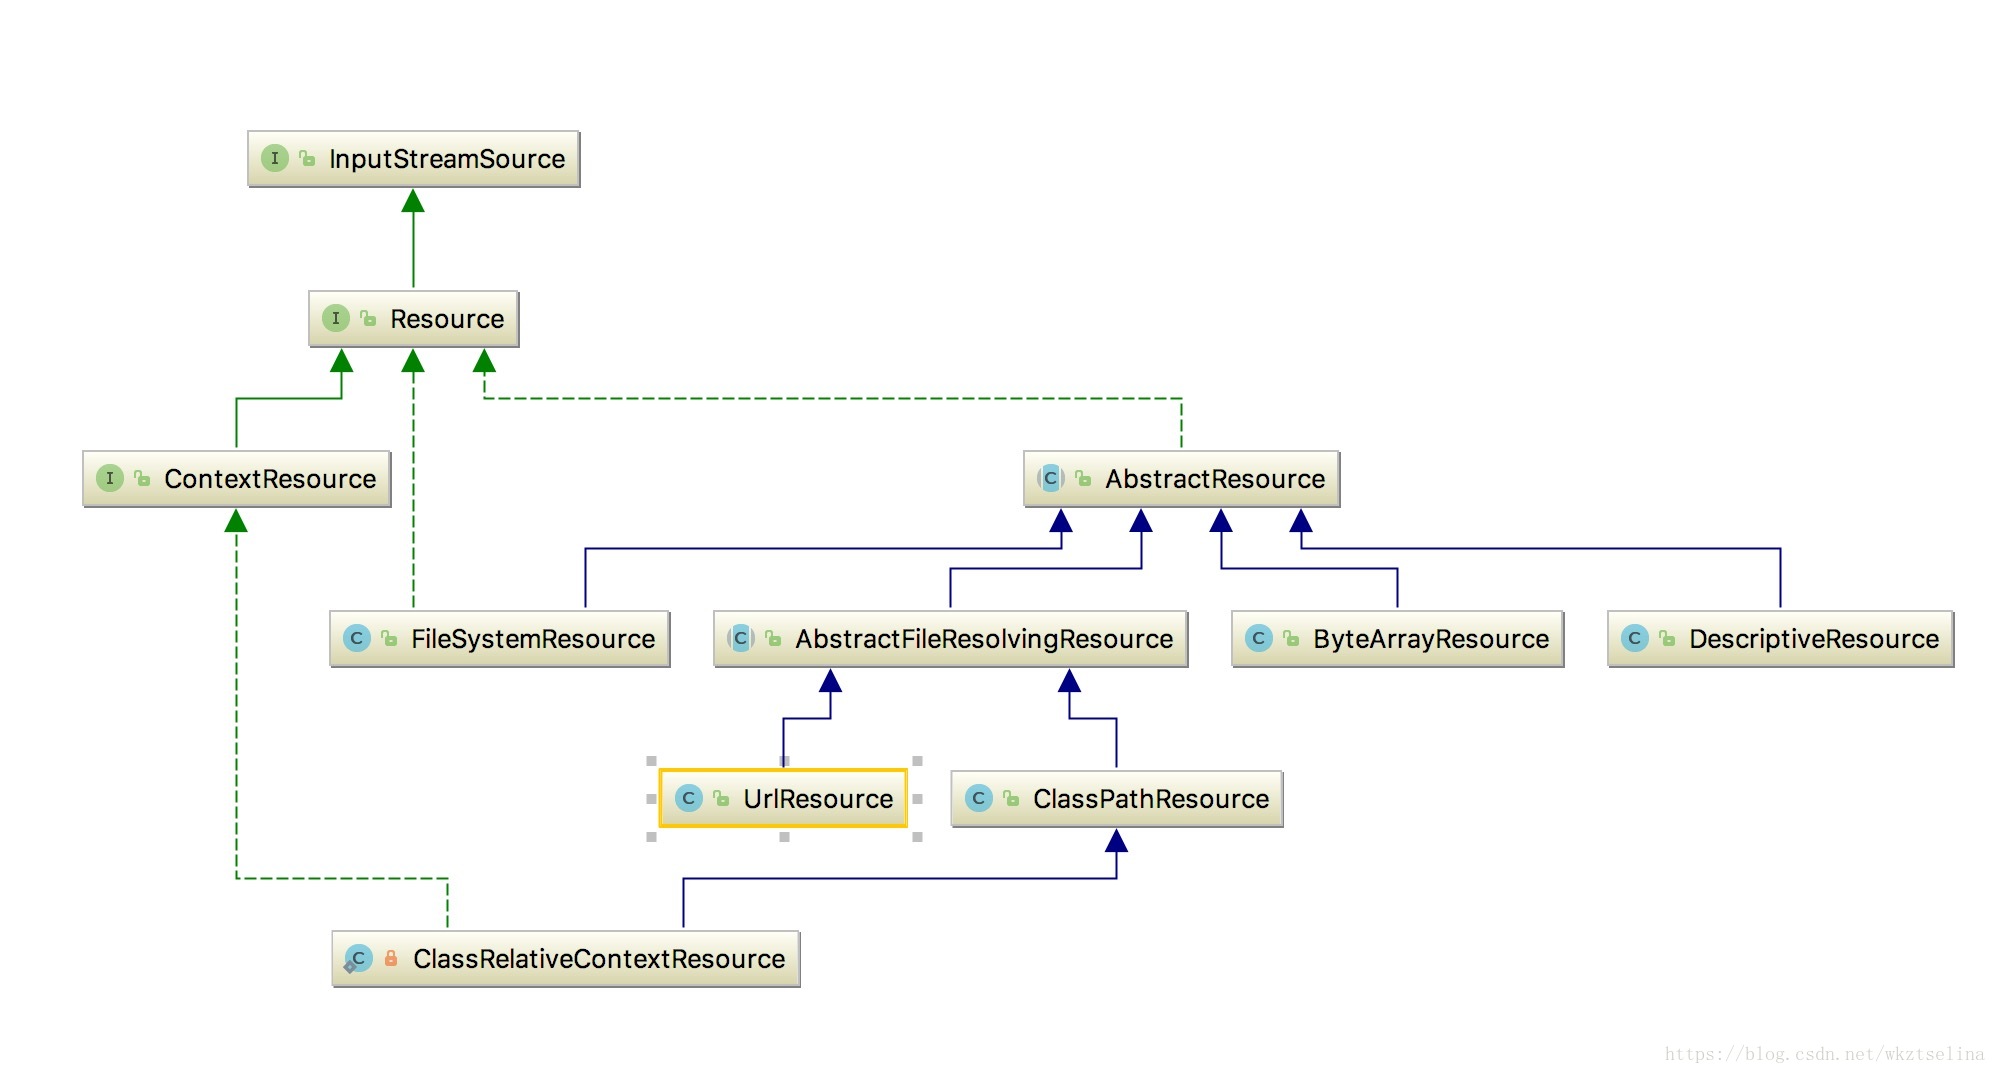 InputStreamSource
Resource
ContextResource
AbstractResource
FileSystemResource
AbstractFileResolvingResource
ByteArrayResource
DescriptiveResource
UrlResource
ClassPathResource
ClassRelativeContextResource
https://blog.csdn.net/wkztselina